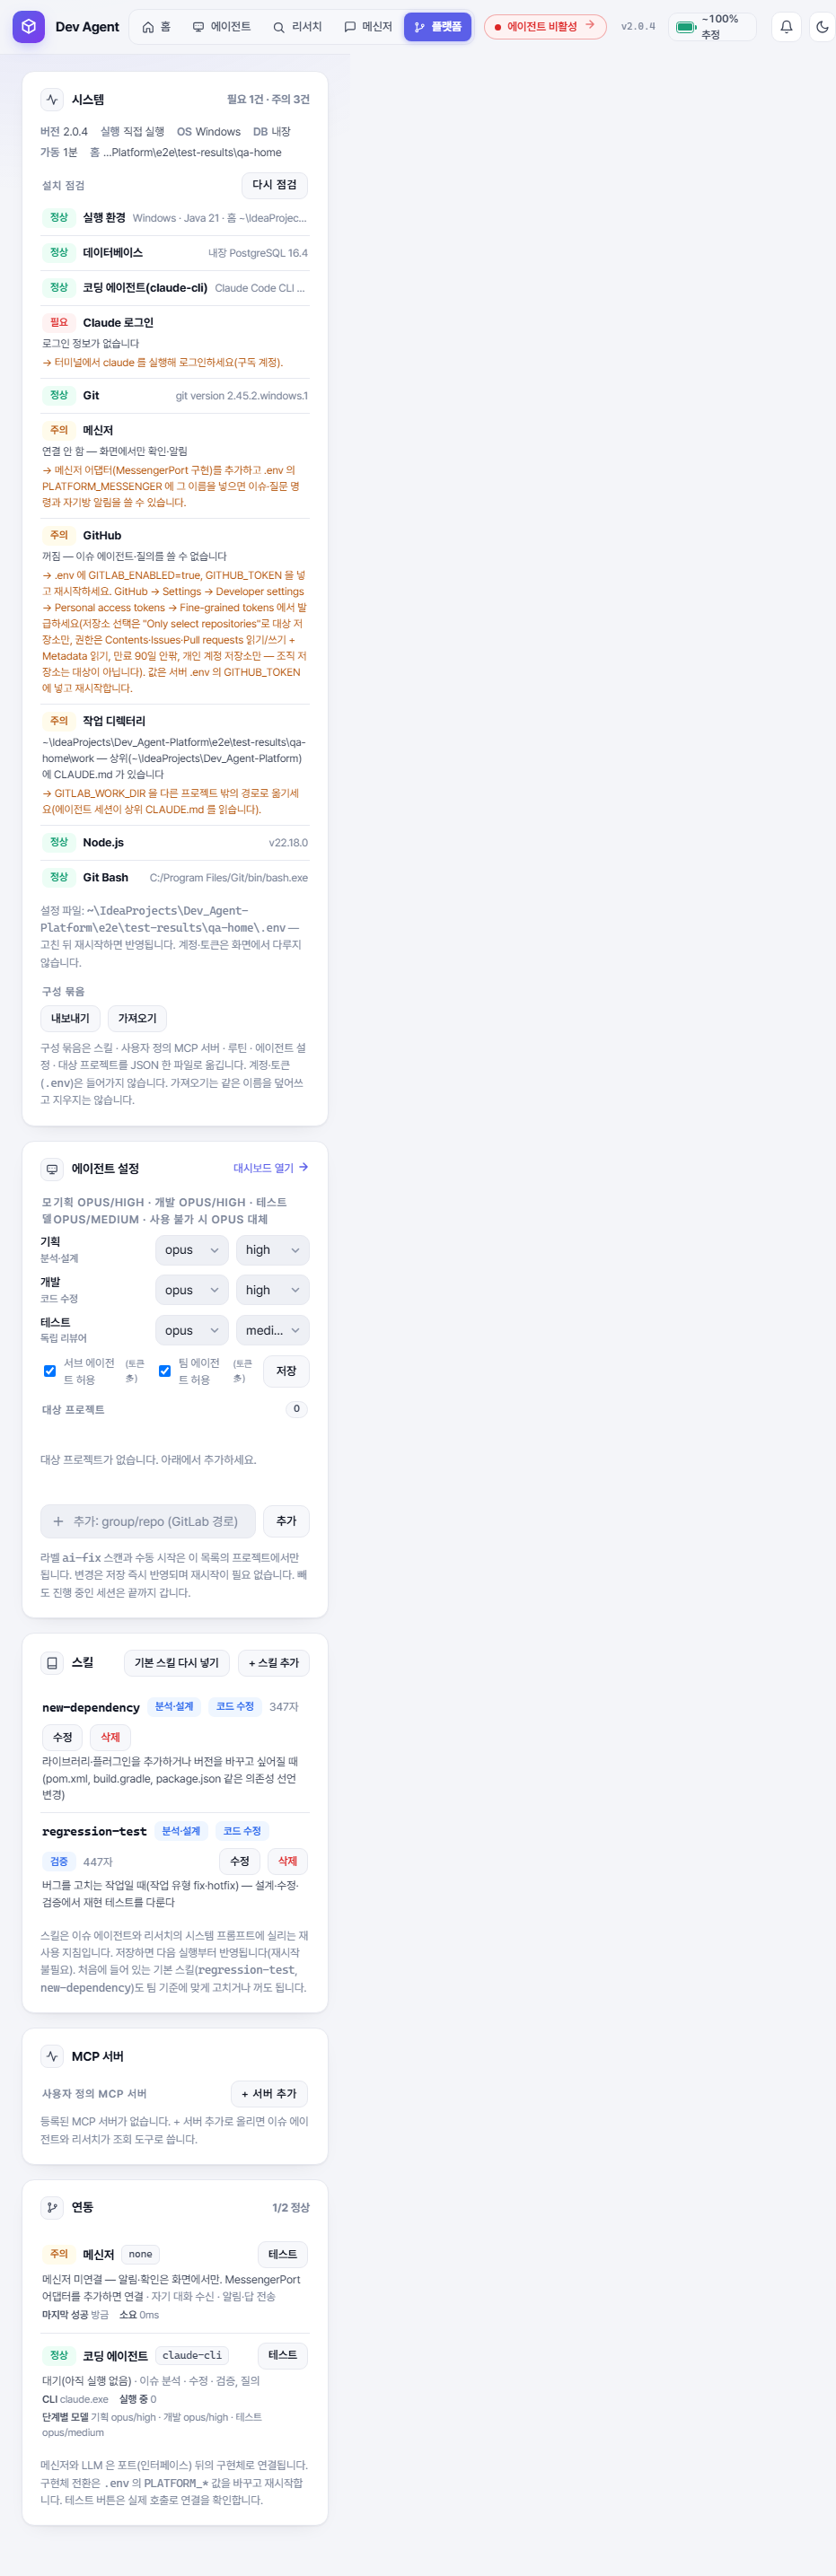 Dev Agent
홈
에이전트
리서치
메신저
플랫폼
에이전트 비활성 →
v2.0.4
~100%
추정
시스템
필요 1건 · 주의 3건
버전 2.0.4 실행 직접 실행 OS Windows DB 내장
가동 1분 홈 ...Platform\e2e\test-results\qa-home
설치 점검
다시 점검
정상 실행 환경 Windows · Java 21 · 홈 ~\IdeaProjec...
정상 데이터베이스 내장 PostgreSQL 16.4
정상 코딩 에이전트(claude-cli) Claude Code CLI ...
필요 Claude 로그인
로그인 정보가 없습니다
→ 터미널에서 claude 를 실행해 로그인하세요(구독 계정).
정상 Git git version 2.45.2.windows.1
주의 메신저
연결 안 함 — 화면에서만 확인·알림
→ 메신저 어댑터(MessengerPort 구현)를 추가하고 .env 의
PLATFORM_MESSENGER 에 그 이름을 넣으면 이슈·질문 명
령과 자기방 알림을 쓸 수 있습니다.
주의 GitHub
꺼짐 — 이슈 에이전트·질의를 쓸 수 없습니다
→ .env 에 GITLAB_ENABLED=true, GITHUB_TOKEN 을 넣
고 재시작하세요. GitHub → Settings → Developer settings
→ Personal access tokens → Fine-grained tokens 에서 발
급하세요(저장소 선택은 "Only select repositories"로 대상 저
장소만, 권한은 Contents·Issues·Pull requests 읽기/쓰기 +
Metadata 읽기, 만료 90일 안팎, 개인 계정 저장소만 — 조직 저
장소는 대상이 아닙니다). 값은 서버 .env 의 GITHUB_TOKEN
에 넣고 재시작합니다.
주의 작업 디렉터리
~\IdeaProjects\Dev_Agent-Platform\e2e\test-results\qa-
home\work — 상위(~\IdeaProjects\Dev_Agent-Platform)
에 CLAUDE.md 가 있습니다
→ GITLAB_WORK_DIR 을 다른 프로젝트 밖의 경로로 옮기세
요(에이전트 세션이 상위 CLAUDE.md 를 읽습니다).
정상 Node.js v22.18.0
정상 Git Bash C:/Program Files/Git/bin/bash.exe
설정 파일: ~\IdeaProjects\Dev_Agent-
Platform\e2e\test-results\qa-home\.env —
고친 뒤 재시작하면 반영됩니다. 계정·토큰은 화면에서 다루지
않습니다.
구성 묶음
내보내기
가져오기
구성 묶음은 스킬 · 사용자 정의 MCP 서버 · 루틴 · 에이전트 설
정 · 대상 프로젝트를 JSON 한 파일로 옮깁니다. 계정·토큰
(.env)은 들어가지 않습니다. 가져오기는 같은 이름을 덮어쓰
고 지우지는 않습니다.
에이전트 설정
대시보드 열기 →
모기획 OPUS/HIGH · 개발 OPUS/HIGH · 테스트
델OPUS/MEDIUM · 사용 불가 시 OPUS 대체
기획
분석·설계
opus
high
개발
코드 수정
opus
high
테스트
독립 리뷰어
opus
medi...
서브 에이전
트 허용
(토큰
多)
팀 에이전
트 허용
(토큰
多)
저장
대상 프로젝트
0
대상 프로젝트가 없습니다. 아래에서 추가하세요.
추가: group/repo (GitLab 경로)
추가
라벨 ai-fix 스캔과 수동 시작은 이 목록의 프로젝트에서만
됩니다. 변경은 저장 즉시 반영되며 재시작이 필요 없습니다. 빼
도 진행 중인 세션은 끝까지 갑니다.
스킬
기본 스킬 다시 넣기
+ 스킬 추가
new-dependency 분석·설계 코드 수정 347자
수정 삭제
라이브러리·플러그인을 추가하거나 버전을 바꾸고 싶어질 때
(pom.xml, build.gradle, package.json 같은 의존성 선언
변경)
regression-test 분석·설계 코드 수정
검증 447자 수정 삭제
버그를 고치는 작업일 때(작업 유형 fix·hotfix) — 설계·수정·
검증에서 재현 테스트를 다룬다
스킬은 이슈 에이전트와 리서치의 시스템 프롬프트에 실리는 재
사용 지침입니다. 저장하면 다음 실행부터 반영됩니다(재시작
불필요). 처음에 들어 있는 기본 스킬(regression-test,
new-dependency)도 팀 기준에 맞게 고치거나 꺼도 됩니다.
MCP 서버
사용자 정의 MCP 서버
+ 서버 추가
등록된 MCP 서버가 없습니다. + 서버 추가로 올리면 이슈 에이
전트와 리서치가 조회 도구로 씁니다.
연동
1/2 정상
주의 메신저 none 테스트
메신저 미연결 — 알림·확인은 화면에서만. MessengerPort
어댑터를 추가하면 연결 · 자기 대화 수신 · 알림·답 전송
마지막 성공 방금 소요 0ms
정상 코딩 에이전트 claude-cli 테스트
대기(아직 실행 없음) · 이슈 분석 · 수정 · 검증, 질의
CLI claude.exe 실행 중 0
단계별 모델 기획 opus/high · 개발 opus/high · 테스트
opus/medium
메신저와 LLM 은 포트(인터페이스) 뒤의 구현체로 연결됩니다.
구현체 전환은 .env 의 PLATFORM_* 값을 바꾸고 재시작합
니다. 테스트 버튼은 실제 호출로 연결을 확인합니다.